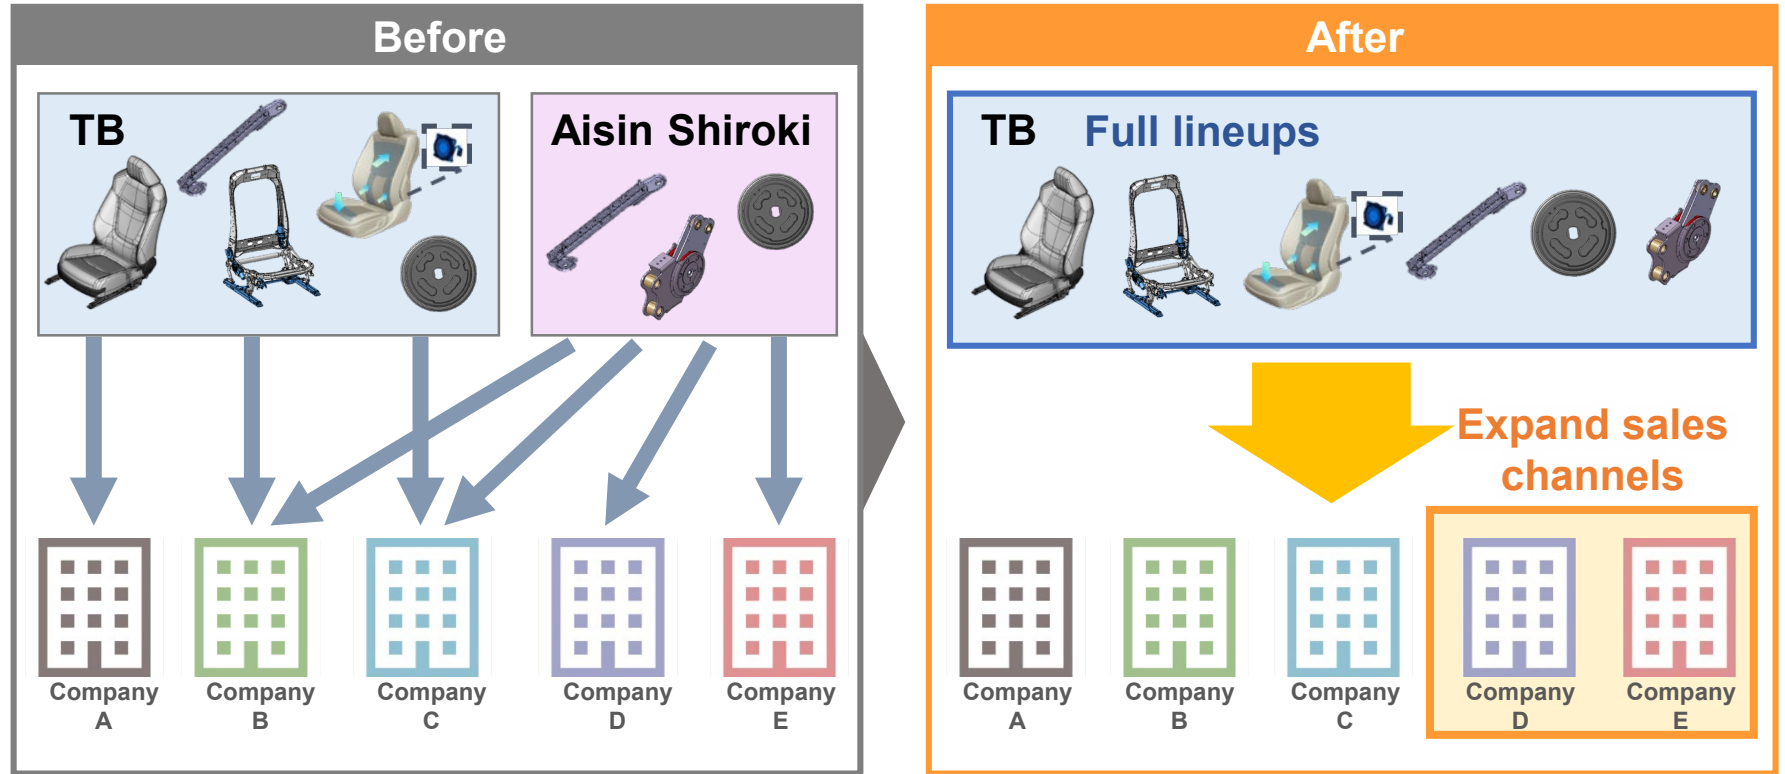 Before
TB
Aisin Shiroki
Company
A
Company
B
Company
C
Company
D
Company
E
After
TB Full lineups
Expand sales
channels
Company
A
Company
B
Company
C
Company
D
Company
E